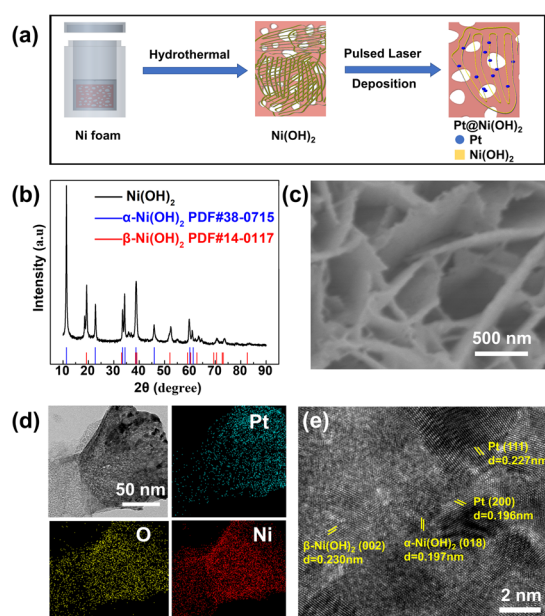 (a)
Hydrothermal
Pulsed Laser
Deposition
Ni foam
Ni(OH)₂
Pt@Ni(OH)₂
Pt
Ni(OH)₂
(b)
Intensity (a.u)
Ni(OH)₂
α-Ni(OH)₂ PDF#38-0715
β-Ni(OH)₂ PDF#14-0117
10 20 30 40 50 60 70 80 90
2θ (degree)
(c)
500 nm
(d)
50 nm
Pt
O
Ni
(e)
Pt (111)
d=0.227nm
Pt (200)
d=0.196nm
β-Ni(OH)₂ (002)
d=0.230nm
α-Ni(OH)₂ (018)
d=0.197nm
2 nm